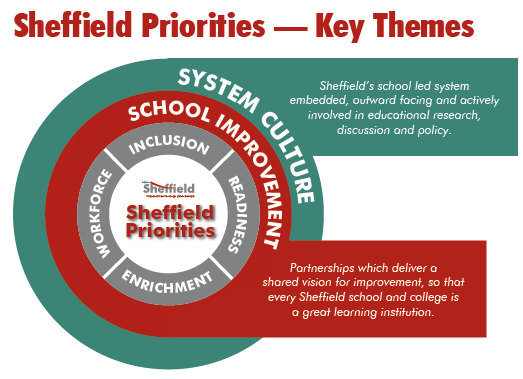 Sheffield Priorities — Key Themes
SYSTEM CULTURE
Sheffield's school led system
embedded, outward facing and actively
involved in educational research,
discussion and policy.
SCHOOL IMPROVEMENT
INCLUSION
WORKFORCE
READINESS
ENRICHMENT
Sheffield
Sheffield
Priorities
Partnerships which deliver a
shared vision for improvement, so that
every Sheffield school and college is
a great learning institution.